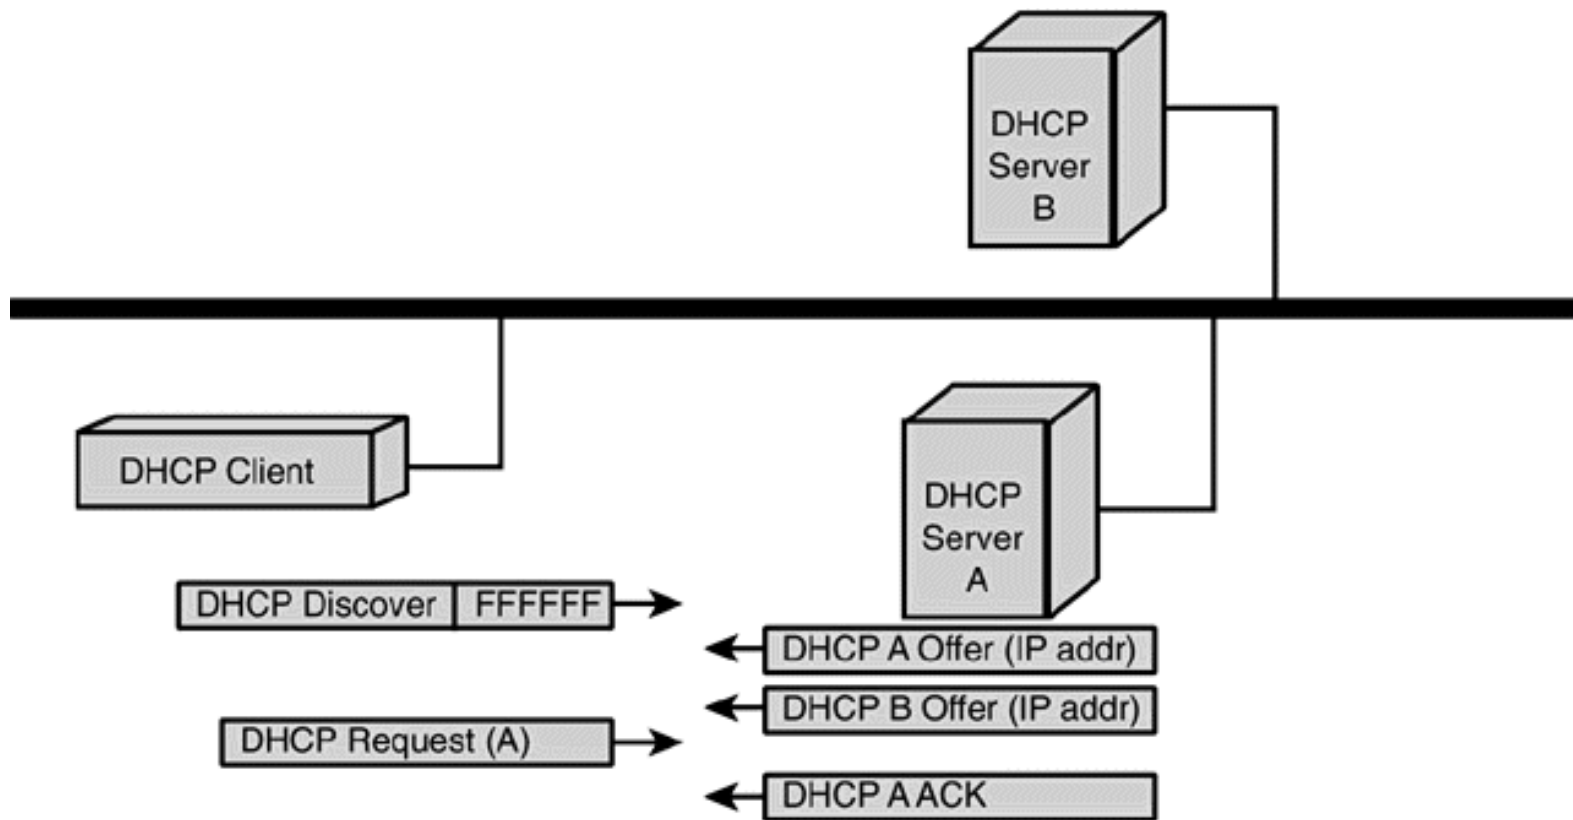 DHCP
Server
B
DHCP Client
DHCP
Server
A
DHCP Discover FFFFFF
DHCP A Offer (IP addr)
DHCP B Offer (IP addr)
DHCP Request (A)
DHCP A ACK